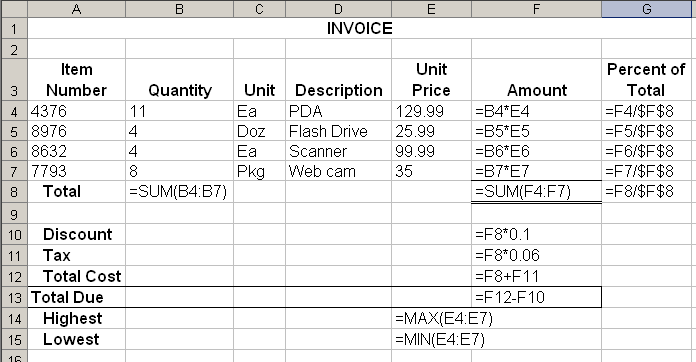 A B C D E F G
1 INVOICE
2
Item Unit Percent of
3 Number Quantity Unit Description Price Amount Total
4 4376 11 Ea PDA 129.99 =B4*E4 =F4/$F$8
5 8976 4 Doz Flash Drive 25.99 =B5*E5 =F5/$F$8
6 8632 4 Ea Scanner 99.99 =B6*E6 =F6/$F$8
7 7793 8 Pkg Web cam 35 =B7*E7 =F7/$F$8
8 Total =SUM(B4:B7) =SUM(F4:F7) =F8/$F$8
9
10 Discount =F8*0.1
11 Tax =F8*0.06
12 Total Cost =F8+F11
13 Total Due =F12-F10
14 Highest =MAX(E4:E7)
15 Lowest =MIN(E4:E7)
16